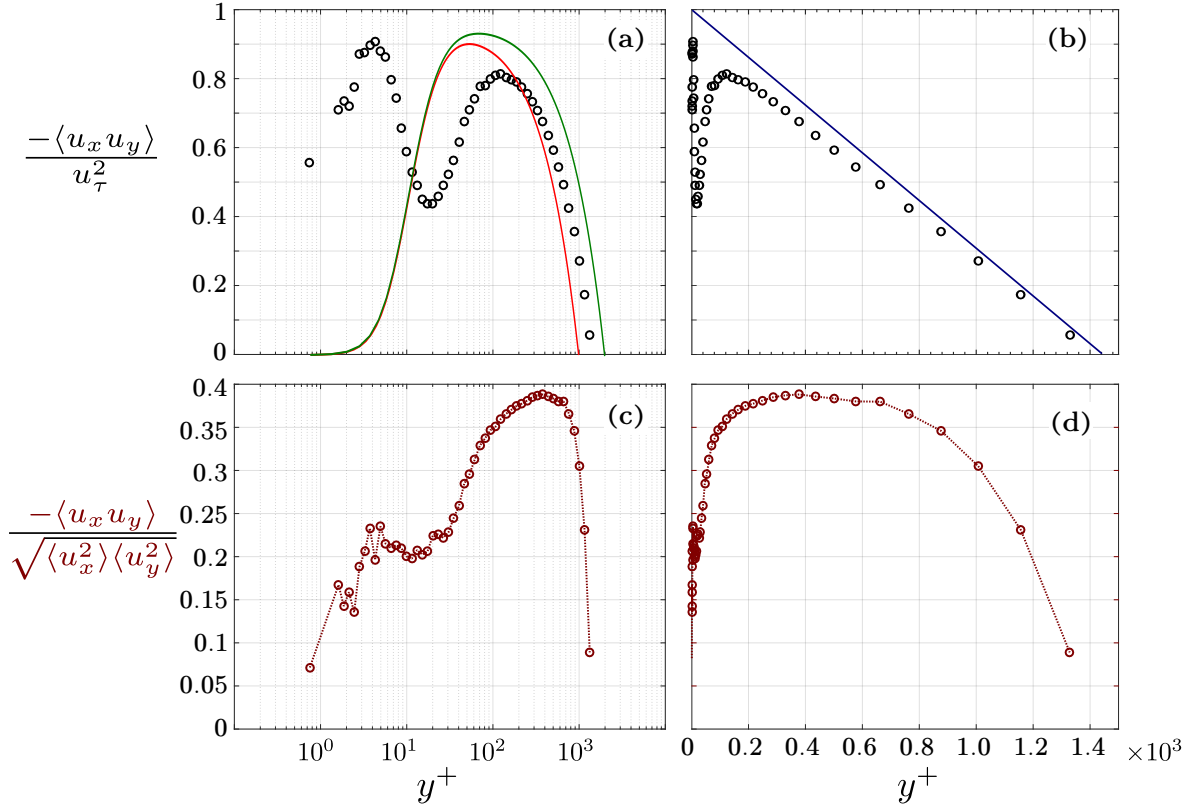 1
0.8
0.6
0.4
0.2
0
(a)
(b)
-⟨u_x u_y⟩
u_τ^2
0.4
0.35
0.3
0.25
0.2
0.15
0.1
0.05
0
(c)
(d)
-⟨u_x u_y⟩
√⟨u_x^2⟩⟨u_y^2⟩
10^0
10^1
10^2
10^3
y^+
0
0.2
0.4
0.6
0.8
1.0
1.2
1.4
×10^3
y^+